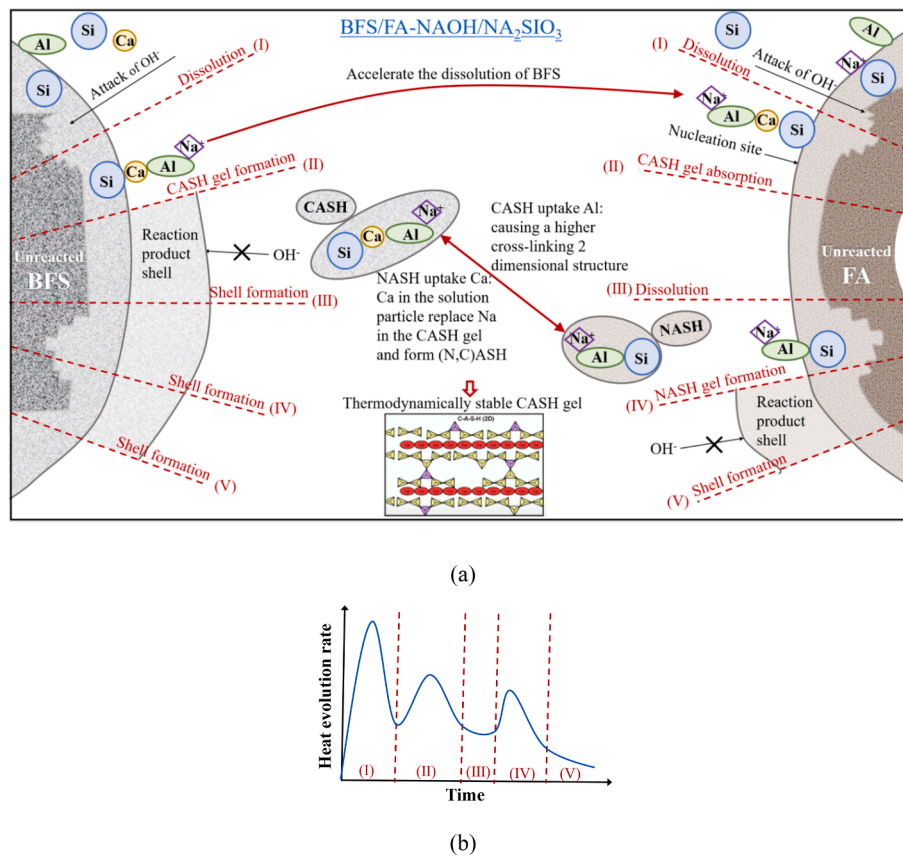 BFS/FA-NAOH/NA₂SIO₃
Al
Si
Ca
Si
Attack of OH-
Dissolution
(I)
Accelerate the dissolution of BFS
Si
Ca
Al
Na⁺
CASH gel formation
(II)
Unreacted
BFS
Reaction
product
shell
OH-
Shell formation
(III)
Shell formation
(IV)
Shell formation
(V)
CASH
Si
Ca
Al
Na⁺
CASH uptake Al:
causing a higher
cross-linking 2
dimensional structure
NASH uptake Ca:
Ca in the solution
particle replace Na
in the CASH gel
and form (N,C)ASH
Na⁺
Al
Si
NASH
Thermodynamically stable CASH gel
C-A-S-H (2D)
(I)
Dissolution
Si
Attack of OH-
Al
Na⁺
Si
Na⁺
Al
Ca
Si
Nucleation site
(II)
CASH gel absorption
Unreacted
FA
(III)
Dissolution
Na⁺
Al
Si
NASH gel formation
(IV)
Reaction
product
shell
OH-
Shell formation
(V)
(a)
Heat evolution rate
(I)
(II)
(III)
(IV)
(V)
Time
(b)